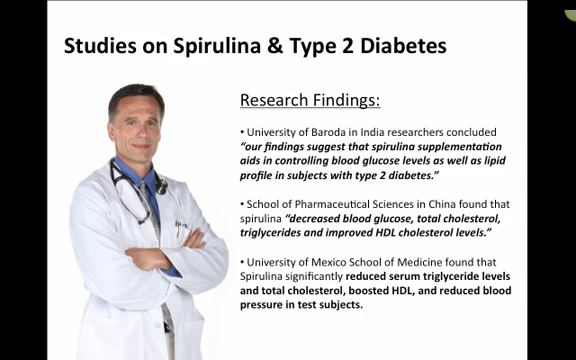 Studies on Spirulina & Type 2 Diabetes
Research Findings:
• University of Baroda in India researchers concluded
“our findings suggest that spirulina supplementation
aids in controlling blood glucose levels as well as lipid
profile in subjects with type 2 diabetes.”
• School of Pharmaceutical Sciences in China found that
spirulina “decreased blood glucose, total cholesterol,
triglycerides and improved HDL cholesterol levels.”
• University of Mexico School of Medicine found that
Spirulina significantly reduced serum triglyceride levels
and total cholesterol, boosted HDL, and reduced blood
pressure in test subjects.